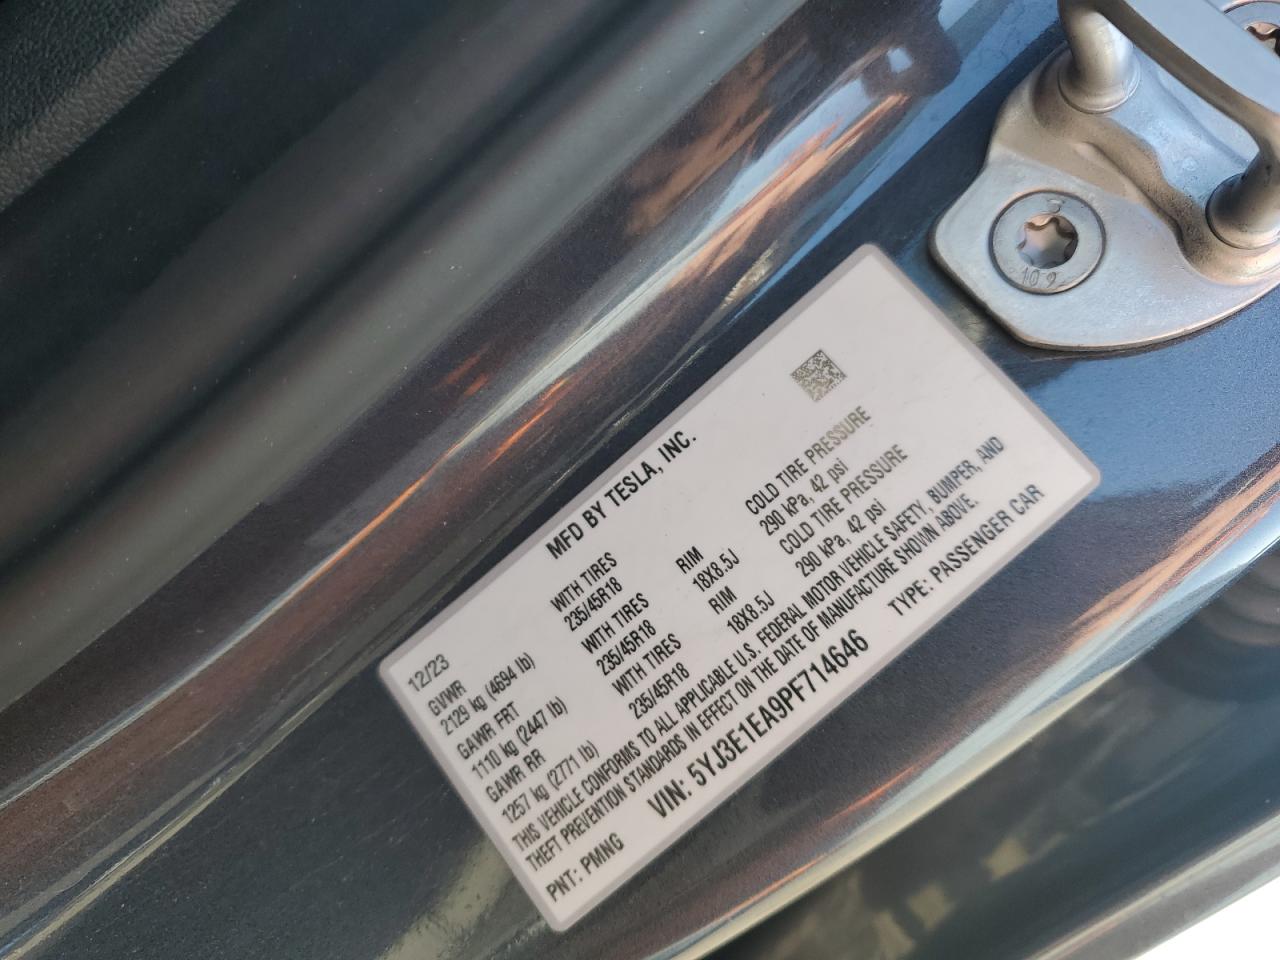 MFD BY TESLA, INC.
12/23
GVWR
2129 kg (4694 lb)
WITH TIRES
235/45R18
RIM
18X8.5J
COLD TIRE PRESSURE
290 kPa, 42 psi
GAWR FRT
1110 kg (2447 lb)
WITH TIRES
235/45R18
RIM
18X8.5J
COLD TIRE PRESSURE
290 kPa, 42 psi
GAWR RR
1257 kg (2771 lb)
WITH TIRES
235/45R18
THIS VEHICLE CONFORMS TO ALL APPLICABLE U.S. FEDERAL MOTOR VEHICLE SAFETY, BUMPER, AND
THEFT PREVENTION STANDARDS IN EFFECT ON THE DATE OF MANUFACTURE SHOWN ABOVE.
PNT: PMNG VIN: 5YJ3E1EA9PF714646 TYPE: PASSENGER CAR